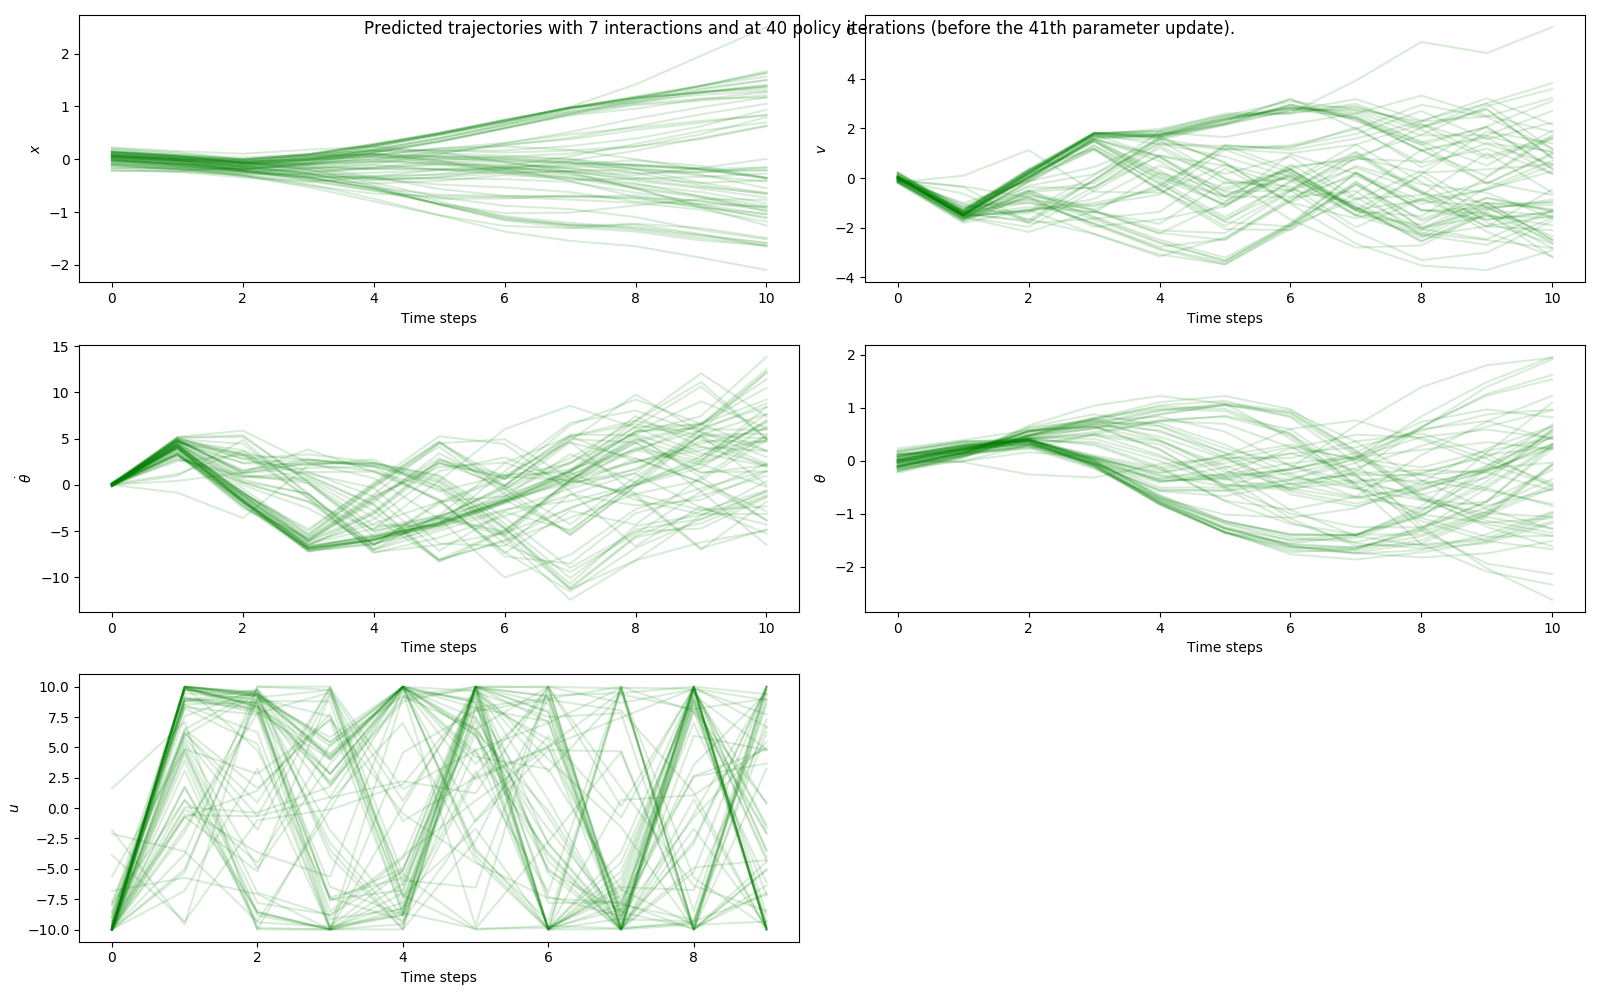 Predicted trajectories with 7 interactions and at 40 policy iterations (before the 41th parameter update).
2
1
0
−1
−2
x
0 2 4 6 8 10
Time steps
6
4
2
0
−2
−4
v
0 2 4 6 8 10
Time steps
15
10
5
0
−5
−10
θ̇
0 2 4 6 8 10
Time steps
2
1
0
−1
−2
θ
0 2 4 6 8 10
Time steps
10.0
7.5
5.0
2.5
0.0
−2.5
−5.0
−7.5
−10.0
u
0 2 4 6 8
Time steps